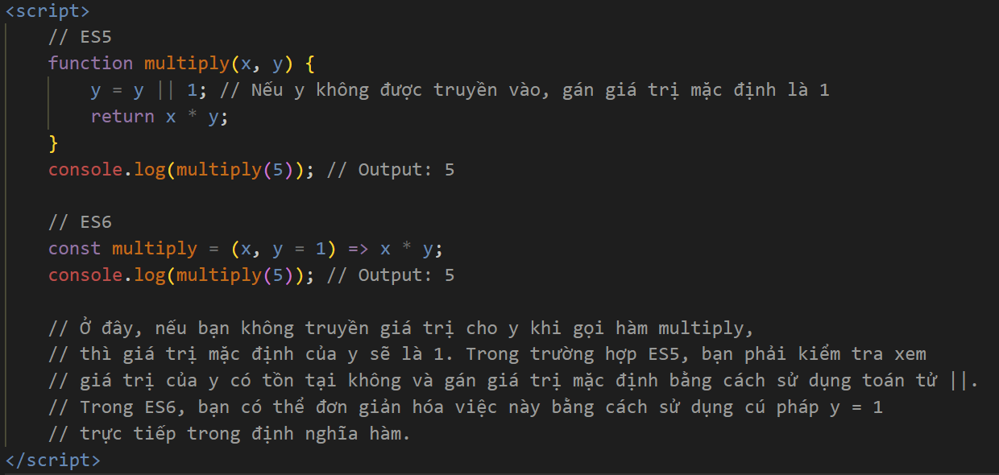 <script>
// ES5
function multiply(x, y) {
y = y || 1; // Nếu y không được truyền vào, gán giá trị mặc định là 1
return x * y;
}
console.log(multiply(5)); // Output: 5
// ES6
const multiply = (x, y = 1) => x * y;
console.log(multiply(5)); // Output: 5
// Ở đây, nếu bạn không truyền giá trị cho y khi gọi hàm multiply,
// thì giá trị mặc định của y sẽ là 1. Trong trường hợp ES5, bạn phải kiểm tra xem
// giá trị của y có tồn tại không và gán giá trị mặc định bằng cách sử dụng toán tử ||.
// Trong ES6, bạn có thể đơn giản hóa việc này bằng cách sử dụng cú pháp y = 1
// trực tiếp trong định nghĩa hàm.
</script>